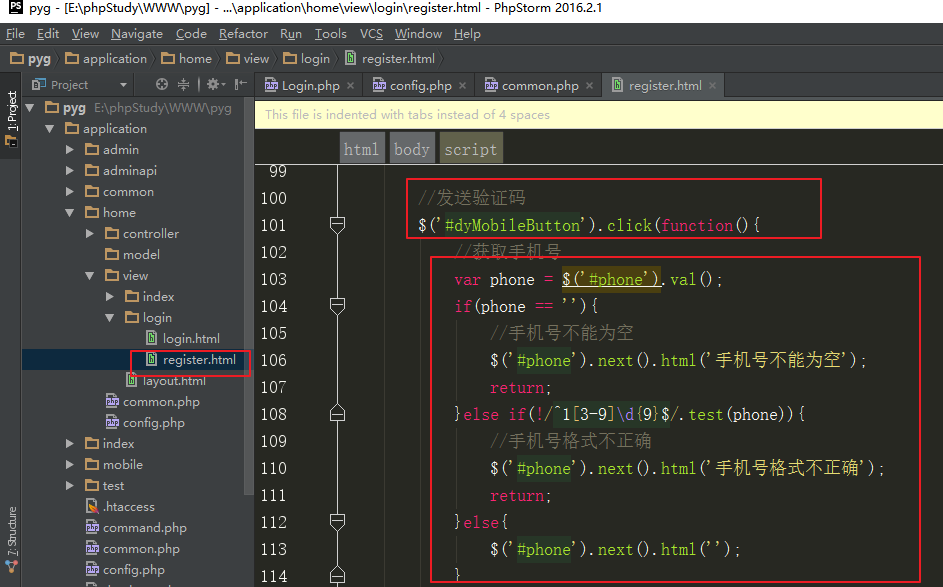 pyg - [E:\phpStudy\WWW\pyg] - ...\application\home\view\login\register.html - PhpStorm 2016.2.1
File Edit View Navigate Code Refactor Run Tools VCS Window Help
pyg application home view login register.html
Project Login.php config.php common.php register.html
1: Project
7: Structure
pyg E:\phpStudy\WWW\pyg
application
admin
adminapi
common
home
controller
model
view
index
login
login.html
register.html
layout.html
common.php
config.php
index
mobile
test
.htaccess
command.php
common.php
config.php
This file is indented with tabs instead of 4 spaces
html body script
99
100 //发送验证码
101 $('#dyMobileButton').click(function(){
102 //获取手机号
103 var phone = $('#phone').val();
104 if(phone == ''){
105 //手机号不能为空
106 $('#phone').next().html('手机号不能为空');
107 return;
108 }else if(!/^1[3-9]\d{9}$/.test(phone)){
109 //手机号格式不正确
110 $('#phone').next().html('手机号格式不正确');
111 return;
112 }else{
113 $('#phone').next().html('');
114 }